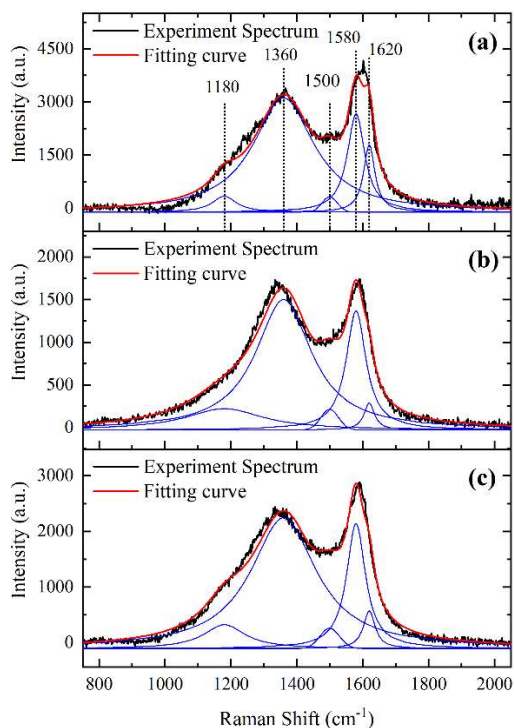 Experiment Spectrum
Fitting curve
1180
1360
1500
1580
1620
(a)
4500
3000
1500
0
Intensity (a.u.)
Experiment Spectrum
Fitting curve
(b)
2000
1500
1000
500
0
Intensity (a.u.)
Experiment Spectrum
Fitting curve
(c)
3000
2000
1000
0
Intensity (a.u.)
800 1000 1200 1400 1600 1800 2000
Raman Shift (cm⁻¹)